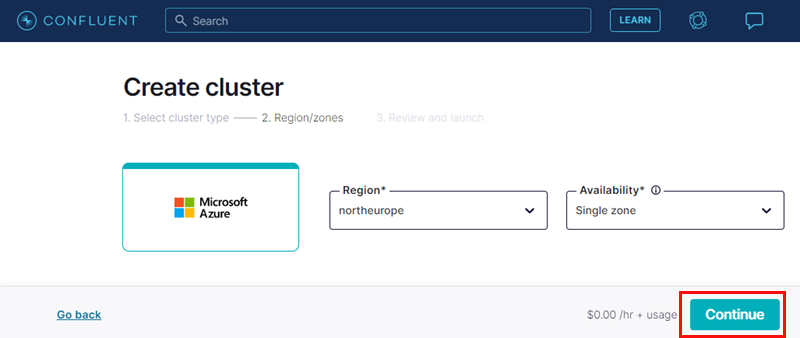 CONFLUENT
Search
LEARN
Create cluster
1. Select cluster type
2. Region/zones
3. Review and launch
Microsoft
Azure
Region*
northeurope
Availability*
Single zone
Go back
$0.00 /hr + usage
Continue